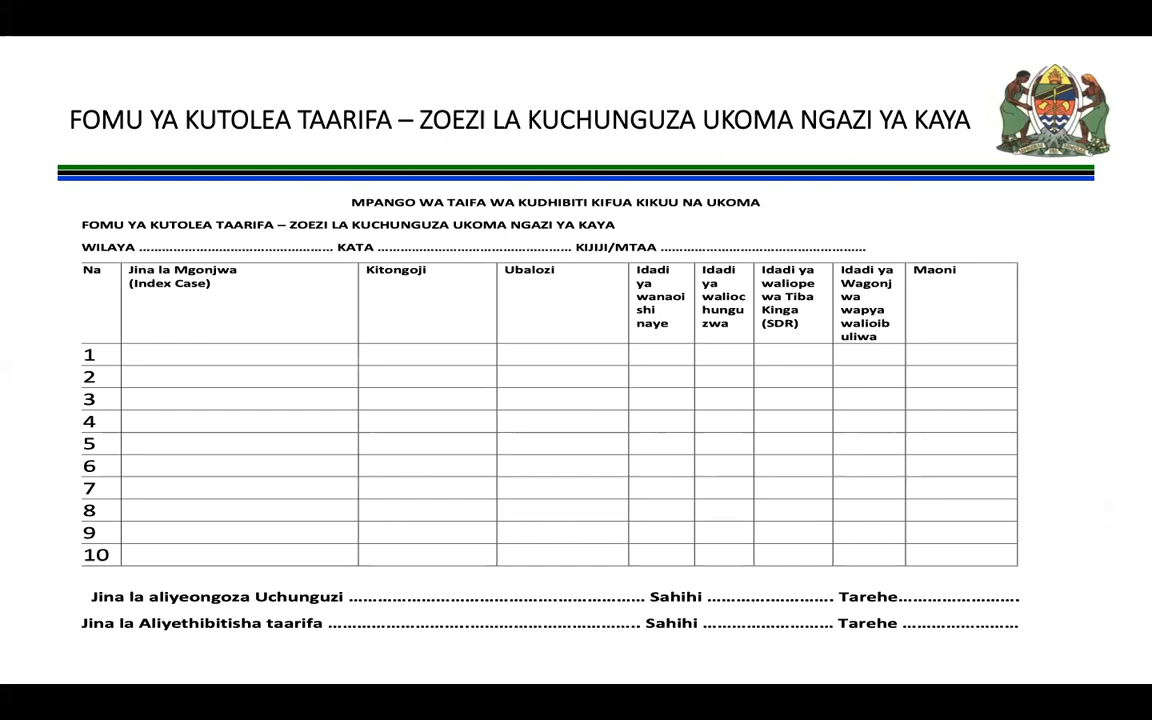 FOMU YA KUTOLEA TAARIFA – ZOEZI LA KUCHUNGUZA UKOMA NGAZI YA KAYA
MPANGO WA TAIFA WA KUDHIBITI KIFUA KIKUU NA UKOMA
FOMU YA KUTOLEA TAARIFA – ZOEZI LA KUCHUNGUZA UKOMA NGAZI YA KAYA
WILAYA ………………………………………… KATA ………………………………………… KIJIJI/MTAA ……………………………………………
Na
Jina la Mgonjwa
(Index Case)
Kitongoji
Ubalozi
Idadi
ya
wanaoi
shi
naye
Idadi
ya
walioc
hungu
zwa
Idadi ya
waliope
wa Tiba
Kinga
(SDR)
Idadi ya
Wagonj
wa
wapya
walioib
uliwa
Maoni
1
2
3
4
5
6
7
8
9
10
Jina la aliyeongoza Uchunguzi ………………………………………………………… Sahihi ……………………… Tarehe………………………
Jina la Aliyethibitisha taarifa ……………………………………………………………. Sahihi ……………………… Tarehe ……………………